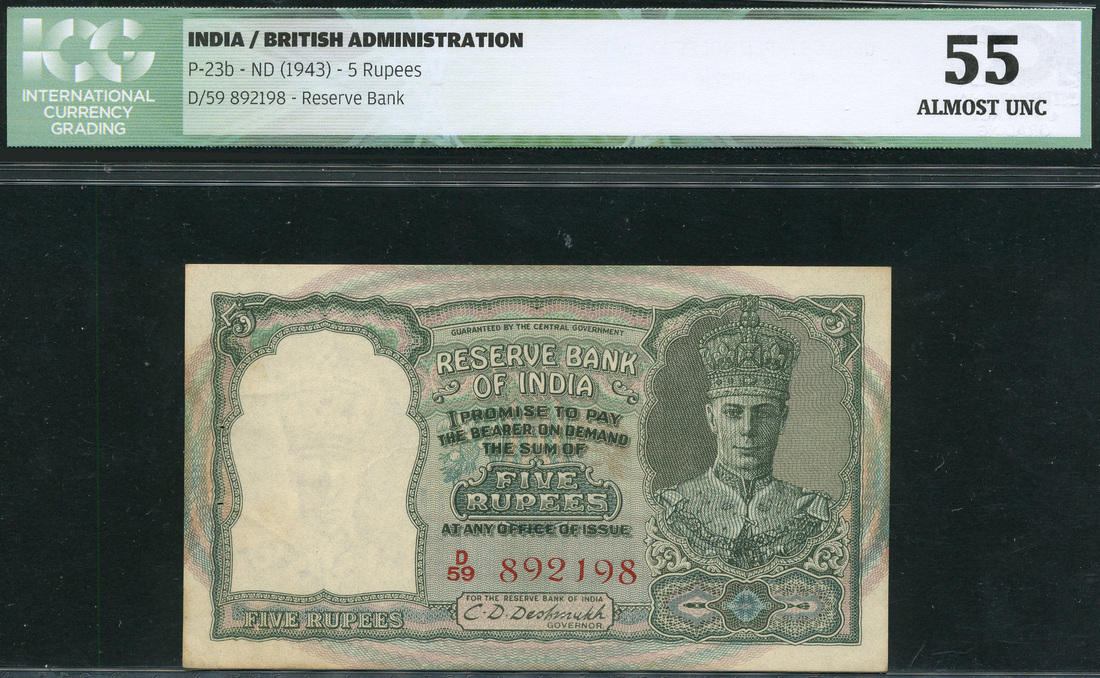 ICG
INTERNATIONAL
CURRENCY
GRADING
INDIA / BRITISH ADMINISTRATION
P-23b - ND (1943) - 5 Rupees
D/59 892198 - Reserve Bank
55
ALMOST UNC
5
5
GUARANTEED BY THE CENTRAL GOVERNMENT
RESERVE BANK
OF INDIA
I PROMISE TO PAY
THE BEARER ON DEMAND
THE SUM OF
FIVE
RUPEES
AT ANY OFFICE OF ISSUE
D
59 892198
FOR THE RESERVE BANK OF INDIA
C. D. Deshmukh
GOVERNOR
FIVE RUPEES